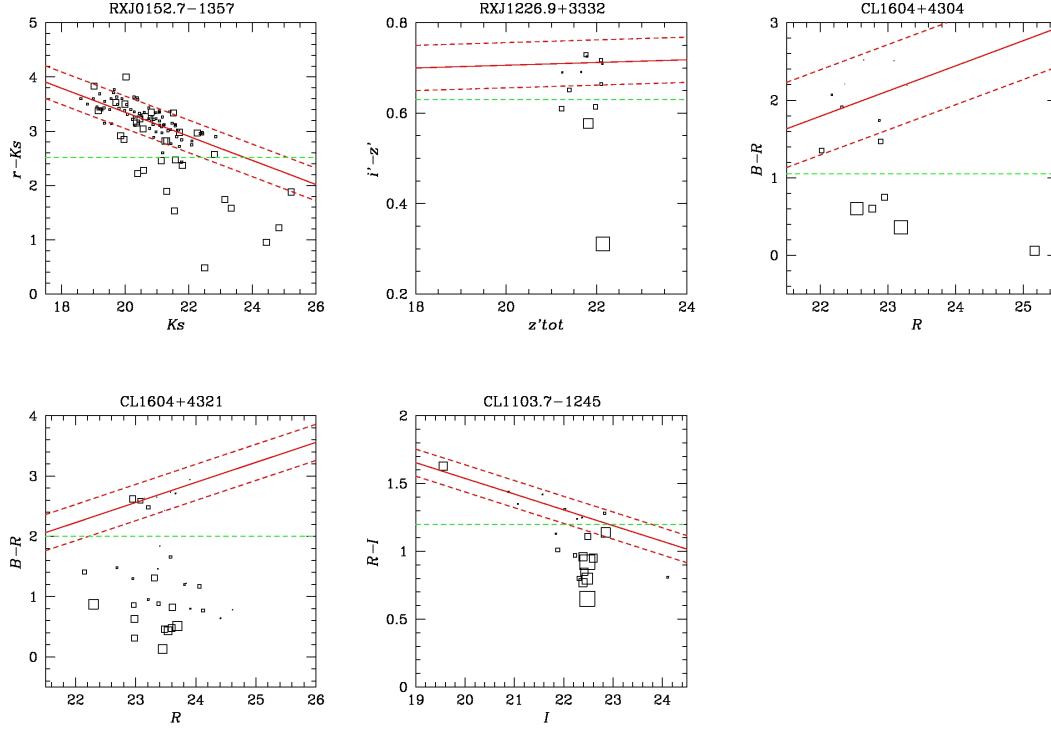 RXJ0152.7−1357 RXJ1226.9+3332 CL1604+4304
5 4 3 2 1 0
r−Ks
18 20 22 24 26
Ks
0.8 0.6 0.4 0.2
i'−z'
18 20 22 24
z'tot
3 2 1 0
B−R
22 23 24 25
R
CL1604+4321 CL1103.7−1245
4 3 2 1 0
B−R
22 23 24 25 26
R
2 1.5 1 0.5 0
R−I
19 20 21 22 23 24
I